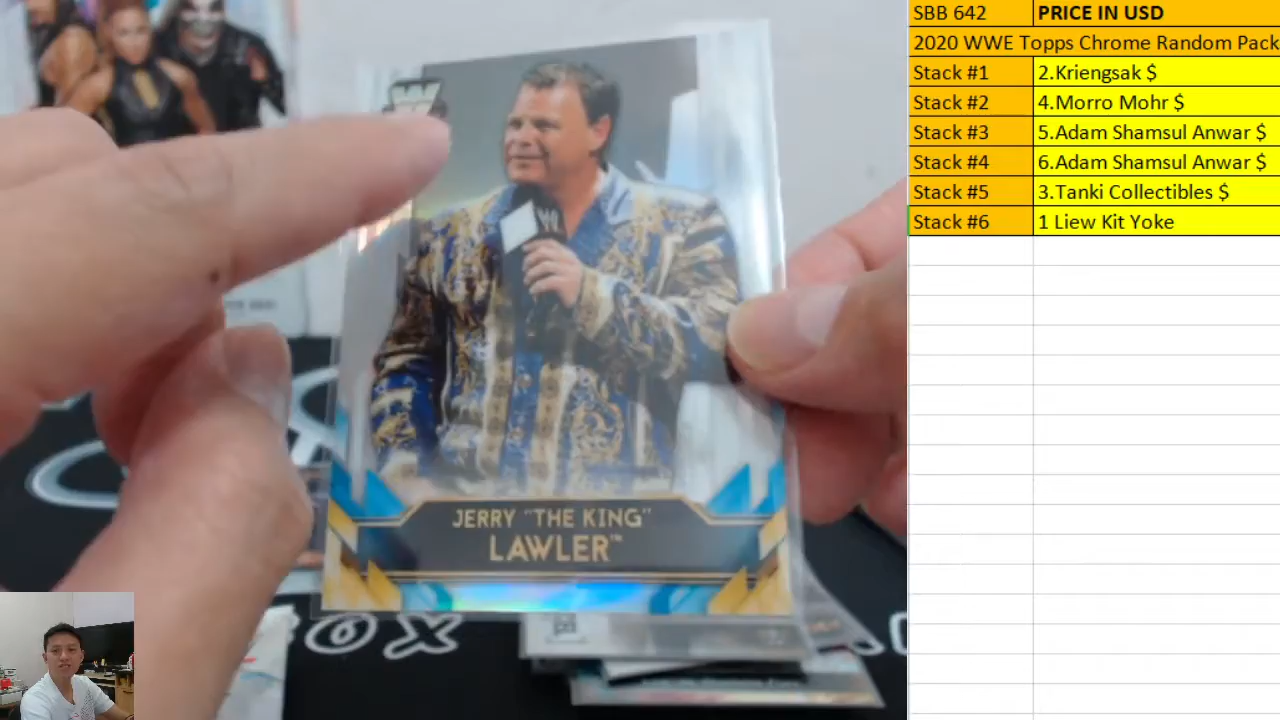 SBB 642 PRICE IN USD
2020 WWE Topps Chrome Random Pack
Stack #1 2.Kriengsak $
Stack #2 4.Morro Mohr $
Stack #3 5.Adam Shamsul Anwar $
Stack #4 6.Adam Shamsul Anwar $
Stack #5 3.Tanki Collectibles $
Stack #6 1 Liew Kit Yoke
JERRY "THE KING"
LAWLER™